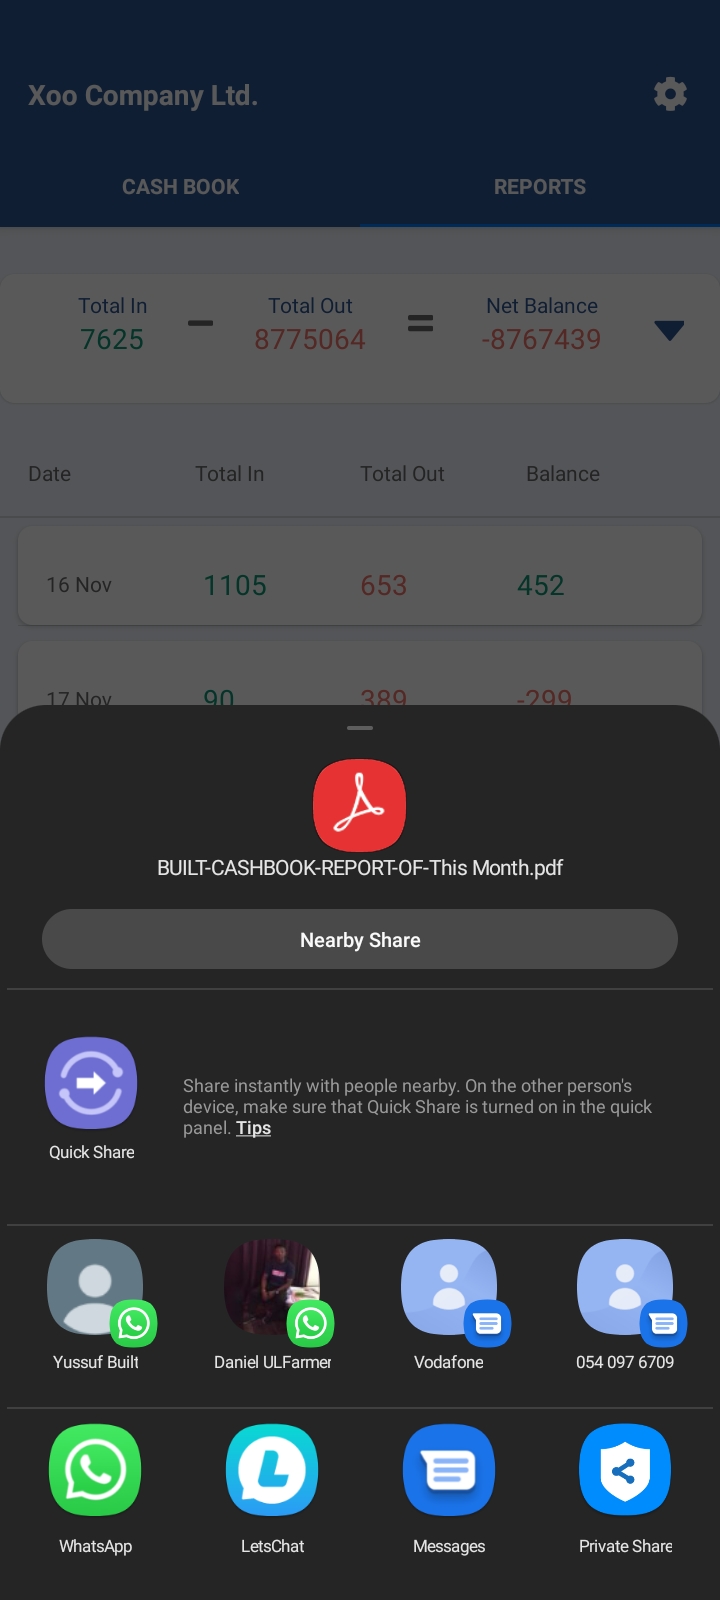 Xoo Company Ltd.
CASH BOOK REPORTS
Total In Total Out Net Balance
7625 8775064 -8767439
Date Total In Total Out Balance
16 Nov 1105 653 452
17 Nov 90 389 -299
BUILT-CASHBOOK-REPORT-OF-This Month.pdf
Nearby Share
Share instantly with people nearby. On the other person's
device, make sure that Quick Share is turned on in the quick
panel. Tips
Quick Share
Yussuf Built Daniel ULFarmer Vodafone 054 097 6709
WhatsApp LetsChat Messages Private Share